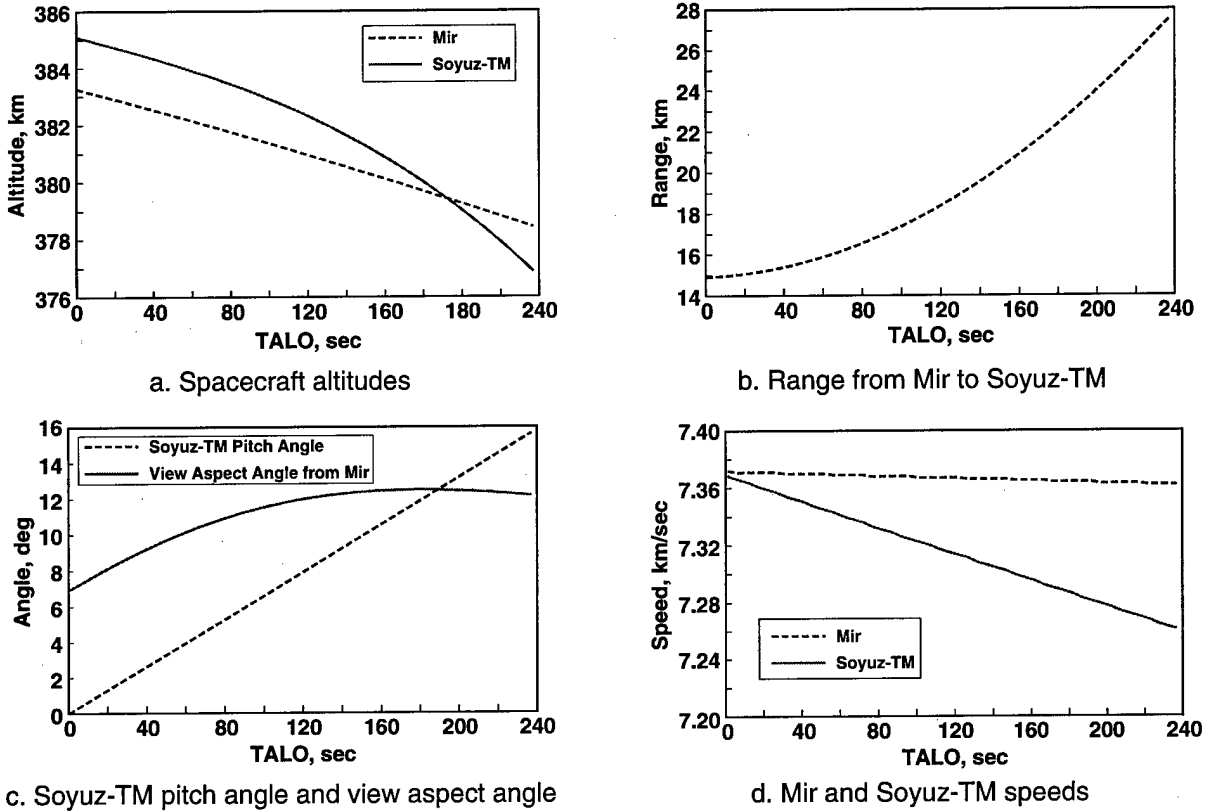 386
384
382
380
378
376
Altitude, km
Mir
Soyuz-TM
0 40 80 120 160 180 240
TALO, sec
a. Spacecraft altitudes
28
26
24
22
20
18
16
14
Range, km
0 40 80 120 160 200 240
TALO, sec
b. Range from Mir to Soyuz-TM
16
14
12
10
8
6
4
2
0
Angle, deg
Soyuz-TM Pitch Angle
View Aspect Angle from Mir
0 40 80 120 160 200 240
TALO, sec
c. Soyuz-TM pitch angle and view aspect angle
7.40
7.36
7.32
7.28
7.24
7.20
Speed, km/sec
Mir
Soyuz-TM
0 40 80 120 160 200 240
TALO, sec
d. Mir and Soyuz-TM speeds